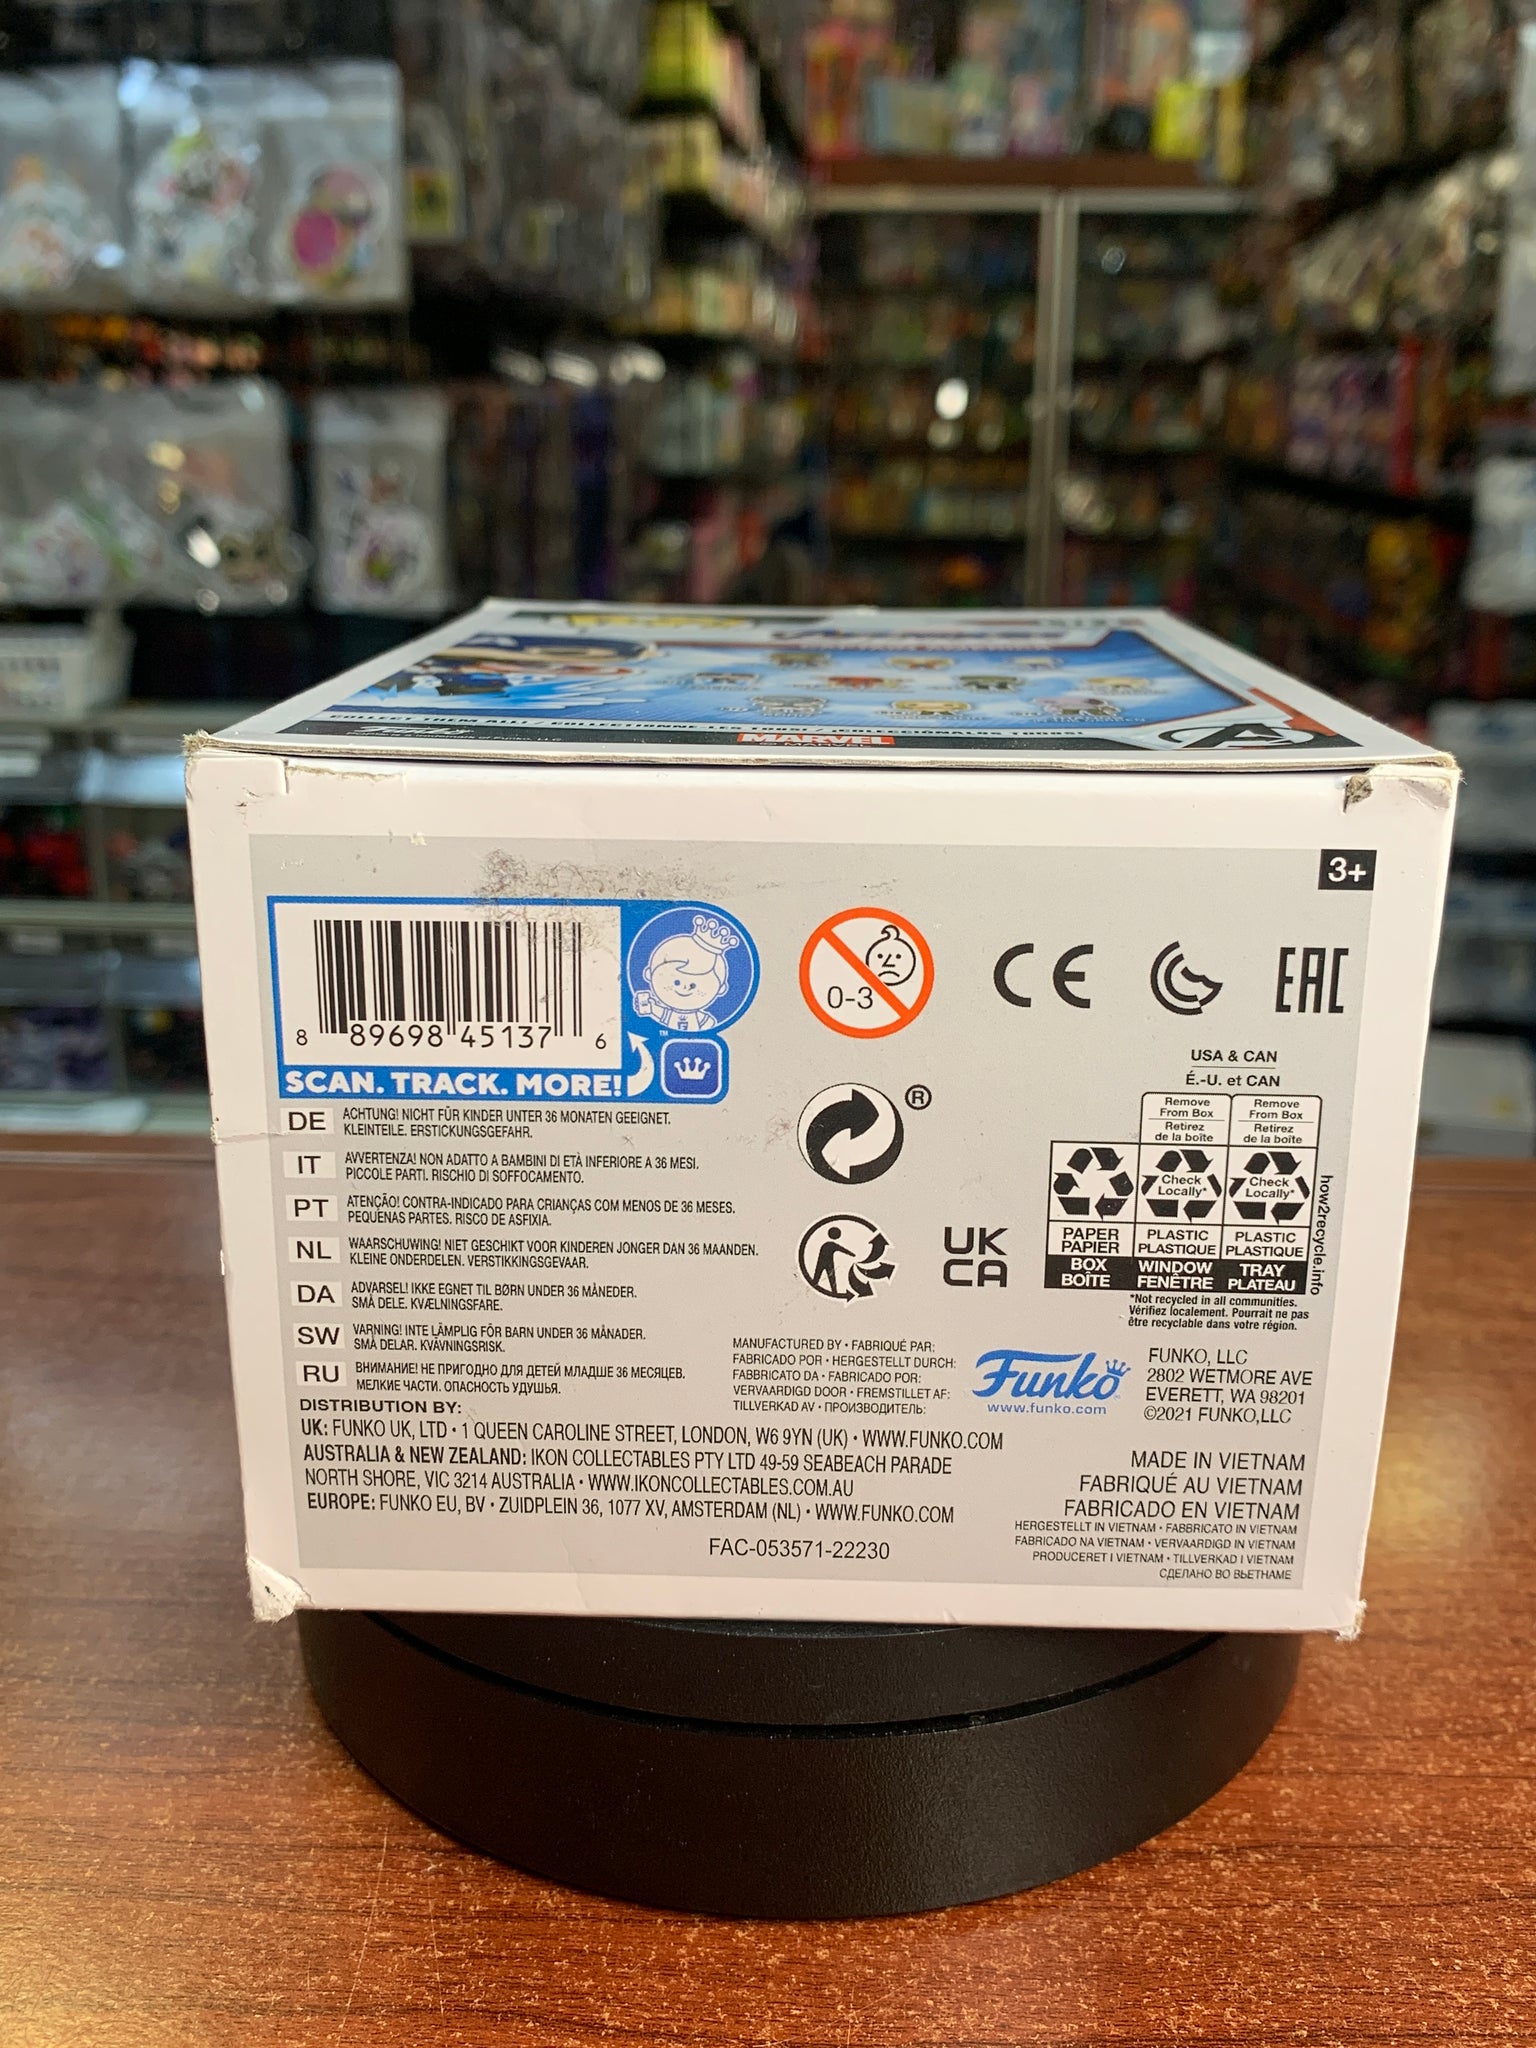 COLLECT THEM ALL! / COLLECTIONNE-LES TOUS! / ¡COLECCIÓNALOS TODOS!
Funko
MARVEL
3+
8 89698 45137 6
SCAN. TRACK. MORE!
™
0-3
CE
EAC
®
DE ACHTUNG! NICHT FÜR KINDER UNTER 36 MONATEN GEEIGNET.
KLEINTEILE. ERSTICKUNGSGEFAHR.
IT AVVERTENZA! NON ADATTO A BAMBINI DI ETÀ INFERIORE A 36 MESI.
PICCOLE PARTI. RISCHIO DI SOFFOCAMENTO.
PT ATENÇÃO! CONTRA-INDICADO PARA CRIANÇAS COM MENOS DE 36 MESES.
PEQUENAS PARTES. RISCO DE ASFIXIA.
NL WAARSCHUWING! NIET GESCHIKT VOOR KINDEREN JONGER DAN 36 MAANDEN.
KLEINE ONDERDELEN. VERSTIKKINGSGEVAAR.
DA ADVARSEL! IKKE EGNET TIL BØRN UNDER 36 MÅNEDER.
SMÅ DELE. KVÆLNINGSFARE.
SW VARNING! INTE LÄMPLIG FÖR BARN UNDER 36 MÅNADER.
SMÅ DELAR. KVÄVNINGSRISK.
RU ВНИМАНИЕ! НЕ ПРИГОДНО ДЛЯ ДЕТЕЙ МЛАДШЕ 36 МЕСЯЦЕВ.
МЕЛКИЕ ЧАСТИ. ОПАСНОСТЬ УДУШЬЯ.
UK
CA
USA & CAN
É.-U. et CAN
Remove From Box
Retirez de la boîte
Remove From Box
Retirez de la boîte
Check Locally*
Check Locally*
PAPER
PAPIER
BOX
BOÎTE
PLASTIC
PLASTIQUE
WINDOW
FENÊTRE
PLASTIC
PLASTIQUE
TRAY
PLATEAU
how2recycle.info
*Not recycled in all communities.
Vérifiez localement. Pourrait ne pas
être recyclable dans votre région.
MANUFACTURED BY • FABRIQUÉ PAR:
FABRICADO POR • HERGESTELLT DURCH:
FABBRICATO DA • FABRICADO POR:
VERVAARDIGD DOOR • FREMSTILLET AF:
TILLVERKAD AV • ПРОИЗВОДИТЕЛЬ:
Funko
www.funko.com
FUNKO, LLC
2802 WETMORE AVE
EVERETT, WA 98201
©2021 FUNKO,LLC
DISTRIBUTION BY:
UK: FUNKO UK, LTD • 1 QUEEN CAROLINE STREET, LONDON, W6 9YN (UK) • WWW.FUNKO.COM
AUSTRALIA & NEW ZEALAND: IKON COLLECTABLES PTY LTD 49-59 SEABEACH PARADE
NORTH SHORE, VIC 3214 AUSTRALIA • WWW.IKONCOLLECTABLES.COM.AU
EUROPE: FUNKO EU, BV • ZUIDPLEIN 36, 1077 XV, AMSTERDAM (NL) • WWW.FUNKO.COM
FAC-053571-22230
MADE IN VIETNAM
FABRIQUÉ AU VIETNAM
FABRICADO EN VIETNAM
HERGESTELLT IN VIETNAM • FABBRICATO IN VIETNAM
FABRICADO NA VIETNAM • VERVAARDIGD IN VIETNAM
PRODUCERET I VIETNAM • TILLVERKAD I VIETNAM
СДЕЛАНО ВО ВЬЕТНАМЕ